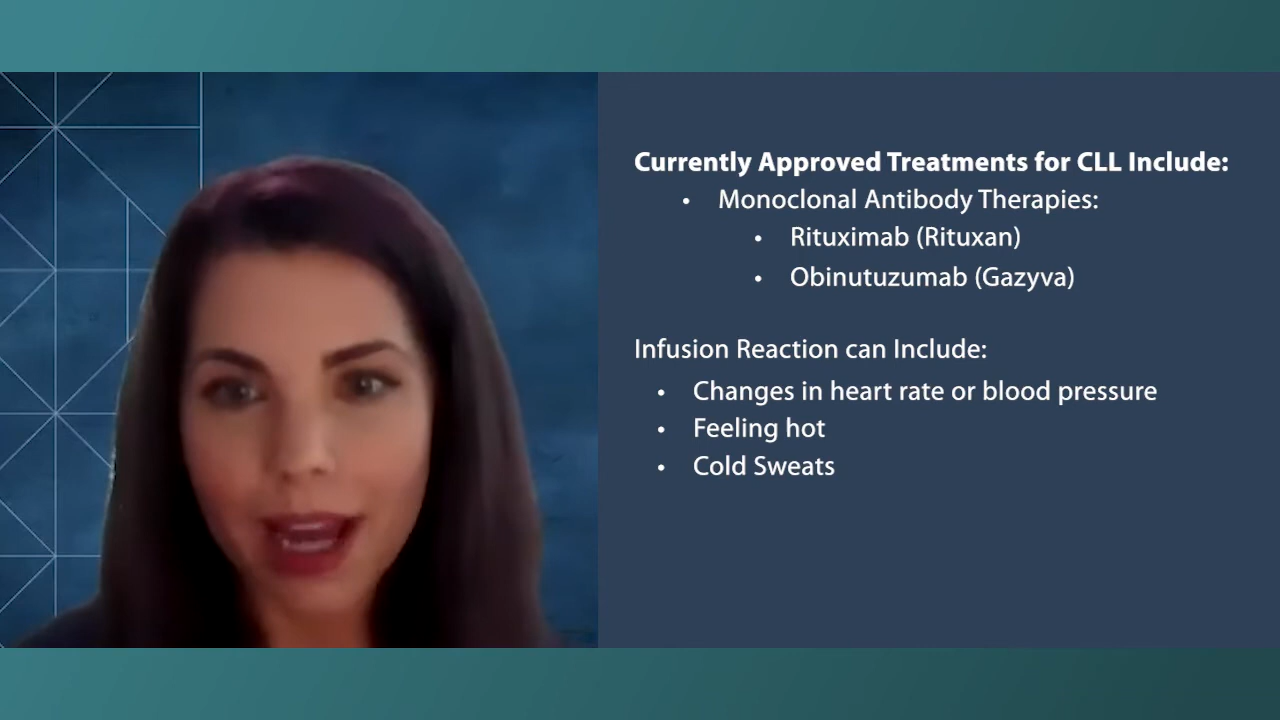 Currently Approved Treatments for CLL Include:
• Monoclonal Antibody Therapies:
• Rituximab (Rituxan)
• Obinutuzumab (Gazyva)
Infusion Reaction can Include:
• Changes in heart rate or blood pressure
• Feeling hot
• Cold Sweats